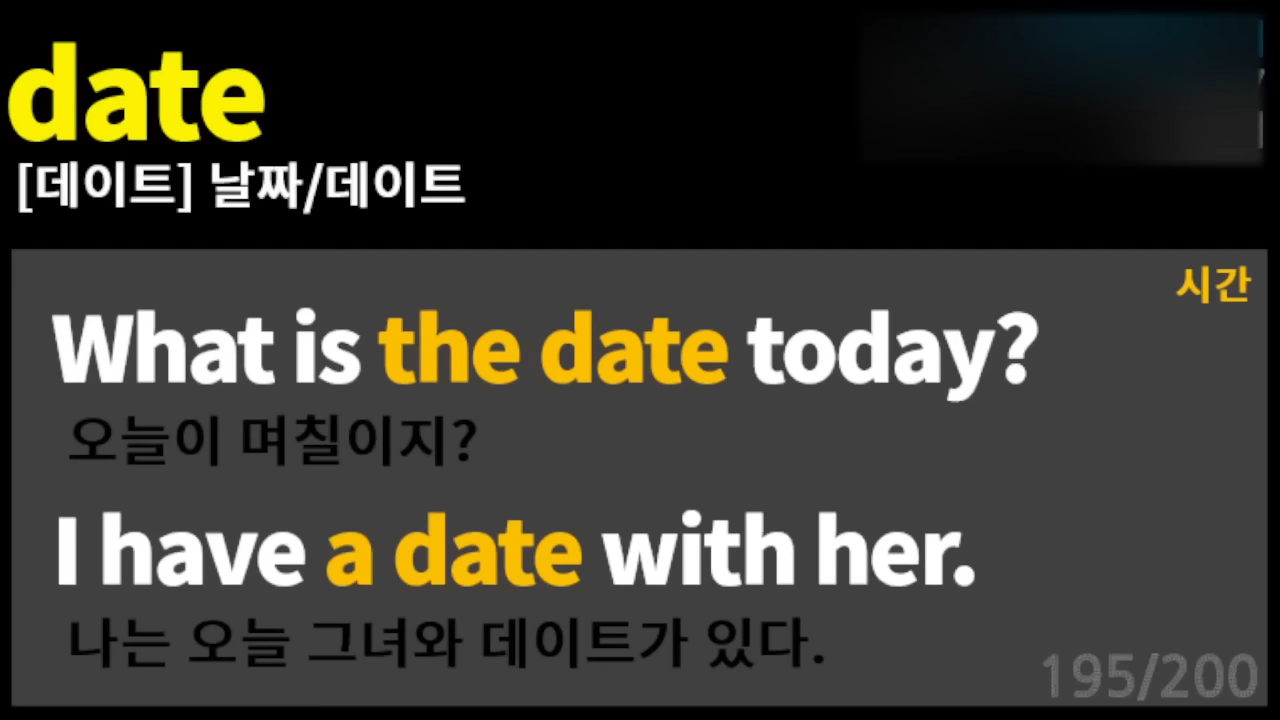 date
[데이트] 날짜/데이트
시간
What is the date today?
오늘이 며칠이지?
I have a date with her.
나는 오늘 그녀와 데이트가 있다.
195/200